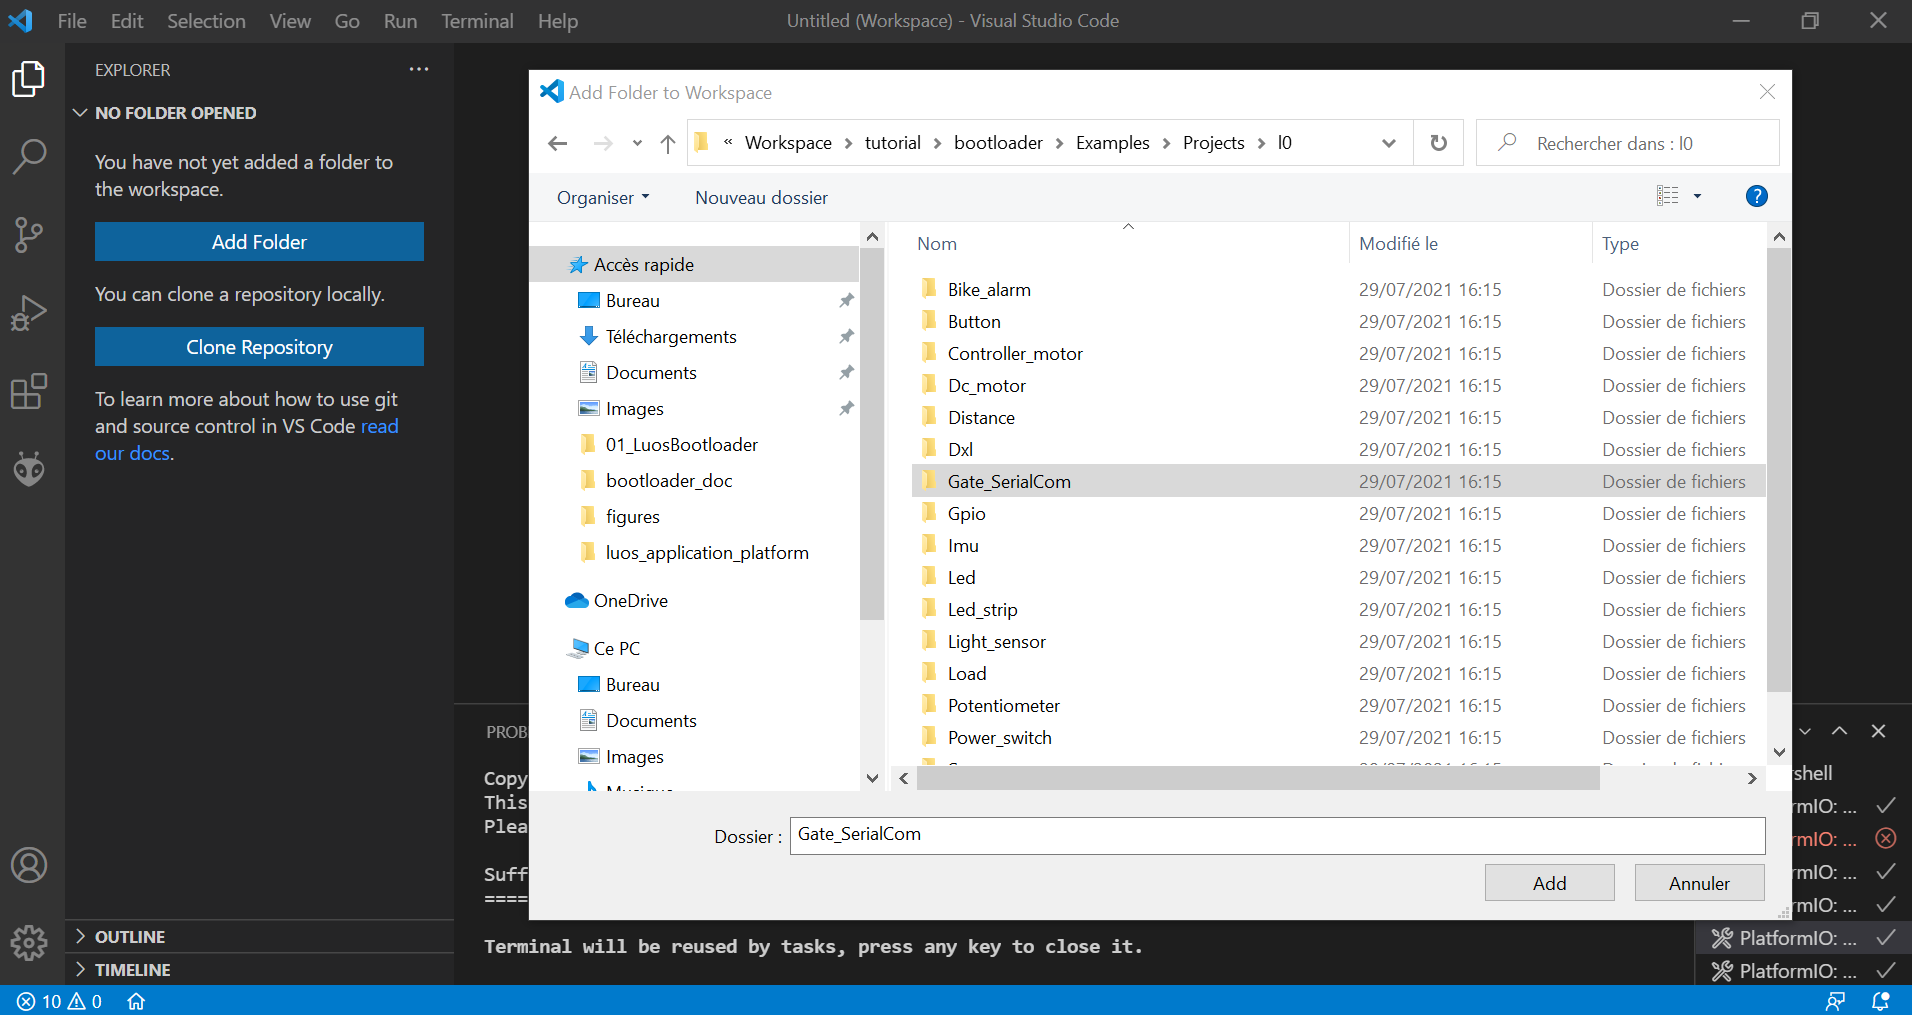 File Edit Selection View Go Run Terminal Help
Untitled (Workspace) - Visual Studio Code
EXPLORER
NO FOLDER OPENED
You have not yet added a folder to
the workspace.
Add Folder
You can clone a repository locally.
Clone Repository
To learn more about how to use git
and source control in VS Code read
our docs.
OUTLINE
TIMELINE
Add Folder to Workspace
« Workspace > tutorial > bootloader > Examples > Projects > l0
Rechercher dans : l0
Organiser Nouveau dossier
?
Accès rapide
Bureau
Téléchargements
Documents
Images
01_LuosBootloader
bootloader_doc
figures
luos_application_platform
OneDrive
Ce PC
Bureau
Documents
Images
Musique
Nom Modifié le Type
Bike_alarm 29/07/2021 16:15 Dossier de fichiers
Button 29/07/2021 16:15 Dossier de fichiers
Controller_motor 29/07/2021 16:15 Dossier de fichiers
Dc_motor 29/07/2021 16:15 Dossier de fichiers
Distance 29/07/2021 16:15 Dossier de fichiers
Dxl 29/07/2021 16:15 Dossier de fichiers
Gate_SerialCom 29/07/2021 16:15 Dossier de fichiers
Gpio 29/07/2021 16:15 Dossier de fichiers
Imu 29/07/2021 16:15 Dossier de fichiers
Led 29/07/2021 16:15 Dossier de fichiers
Led_strip 29/07/2021 16:15 Dossier de fichiers
Light_sensor 29/07/2021 16:15 Dossier de fichiers
Load 29/07/2021 16:15 Dossier de fichiers
Potentiometer 29/07/2021 16:15 Dossier de fichiers
Power_switch 29/07/2021 16:15 Dossier de fichiers
Dossier : Gate_SerialCom
Add Annuler
PROB
Copy
This
Plea
Suff
====
Terminal will be reused by tasks, press any key to close it.
shell
rmIO: ...
rmIO: ...
rmIO: ...
rmIO: ...
PlatformIO: ...
PlatformIO: ...
10 0